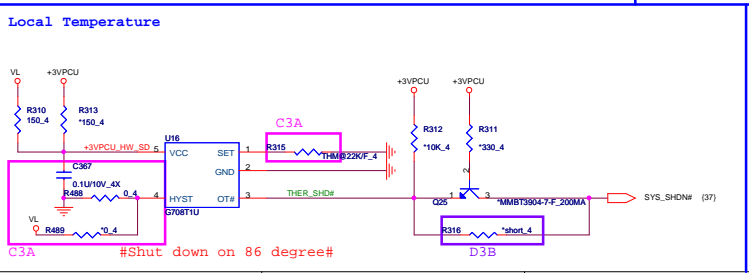 Local Temperature
VL
+3VPCU
+3VPCU
+3VPCU
R310
150_4
R313
*150_4
C3A
R312
*10K_4
R311
*330_4
U16
+3VPCU_HW_SD 5
VCC
SET
1
R315
THM@22K/F_4
GND
2
2
C367
0.1U/10V_4X
R488
0_4
4
HYST
OT#
3
THER_SHD#
Q25
1
3
*MMBT3904-7-F_200MA
SYS_SHDN# (37)
G708T1U
VL
R489
*0_4
R316
*short_4
C3A
#Shut down on 86 degree#
D3B